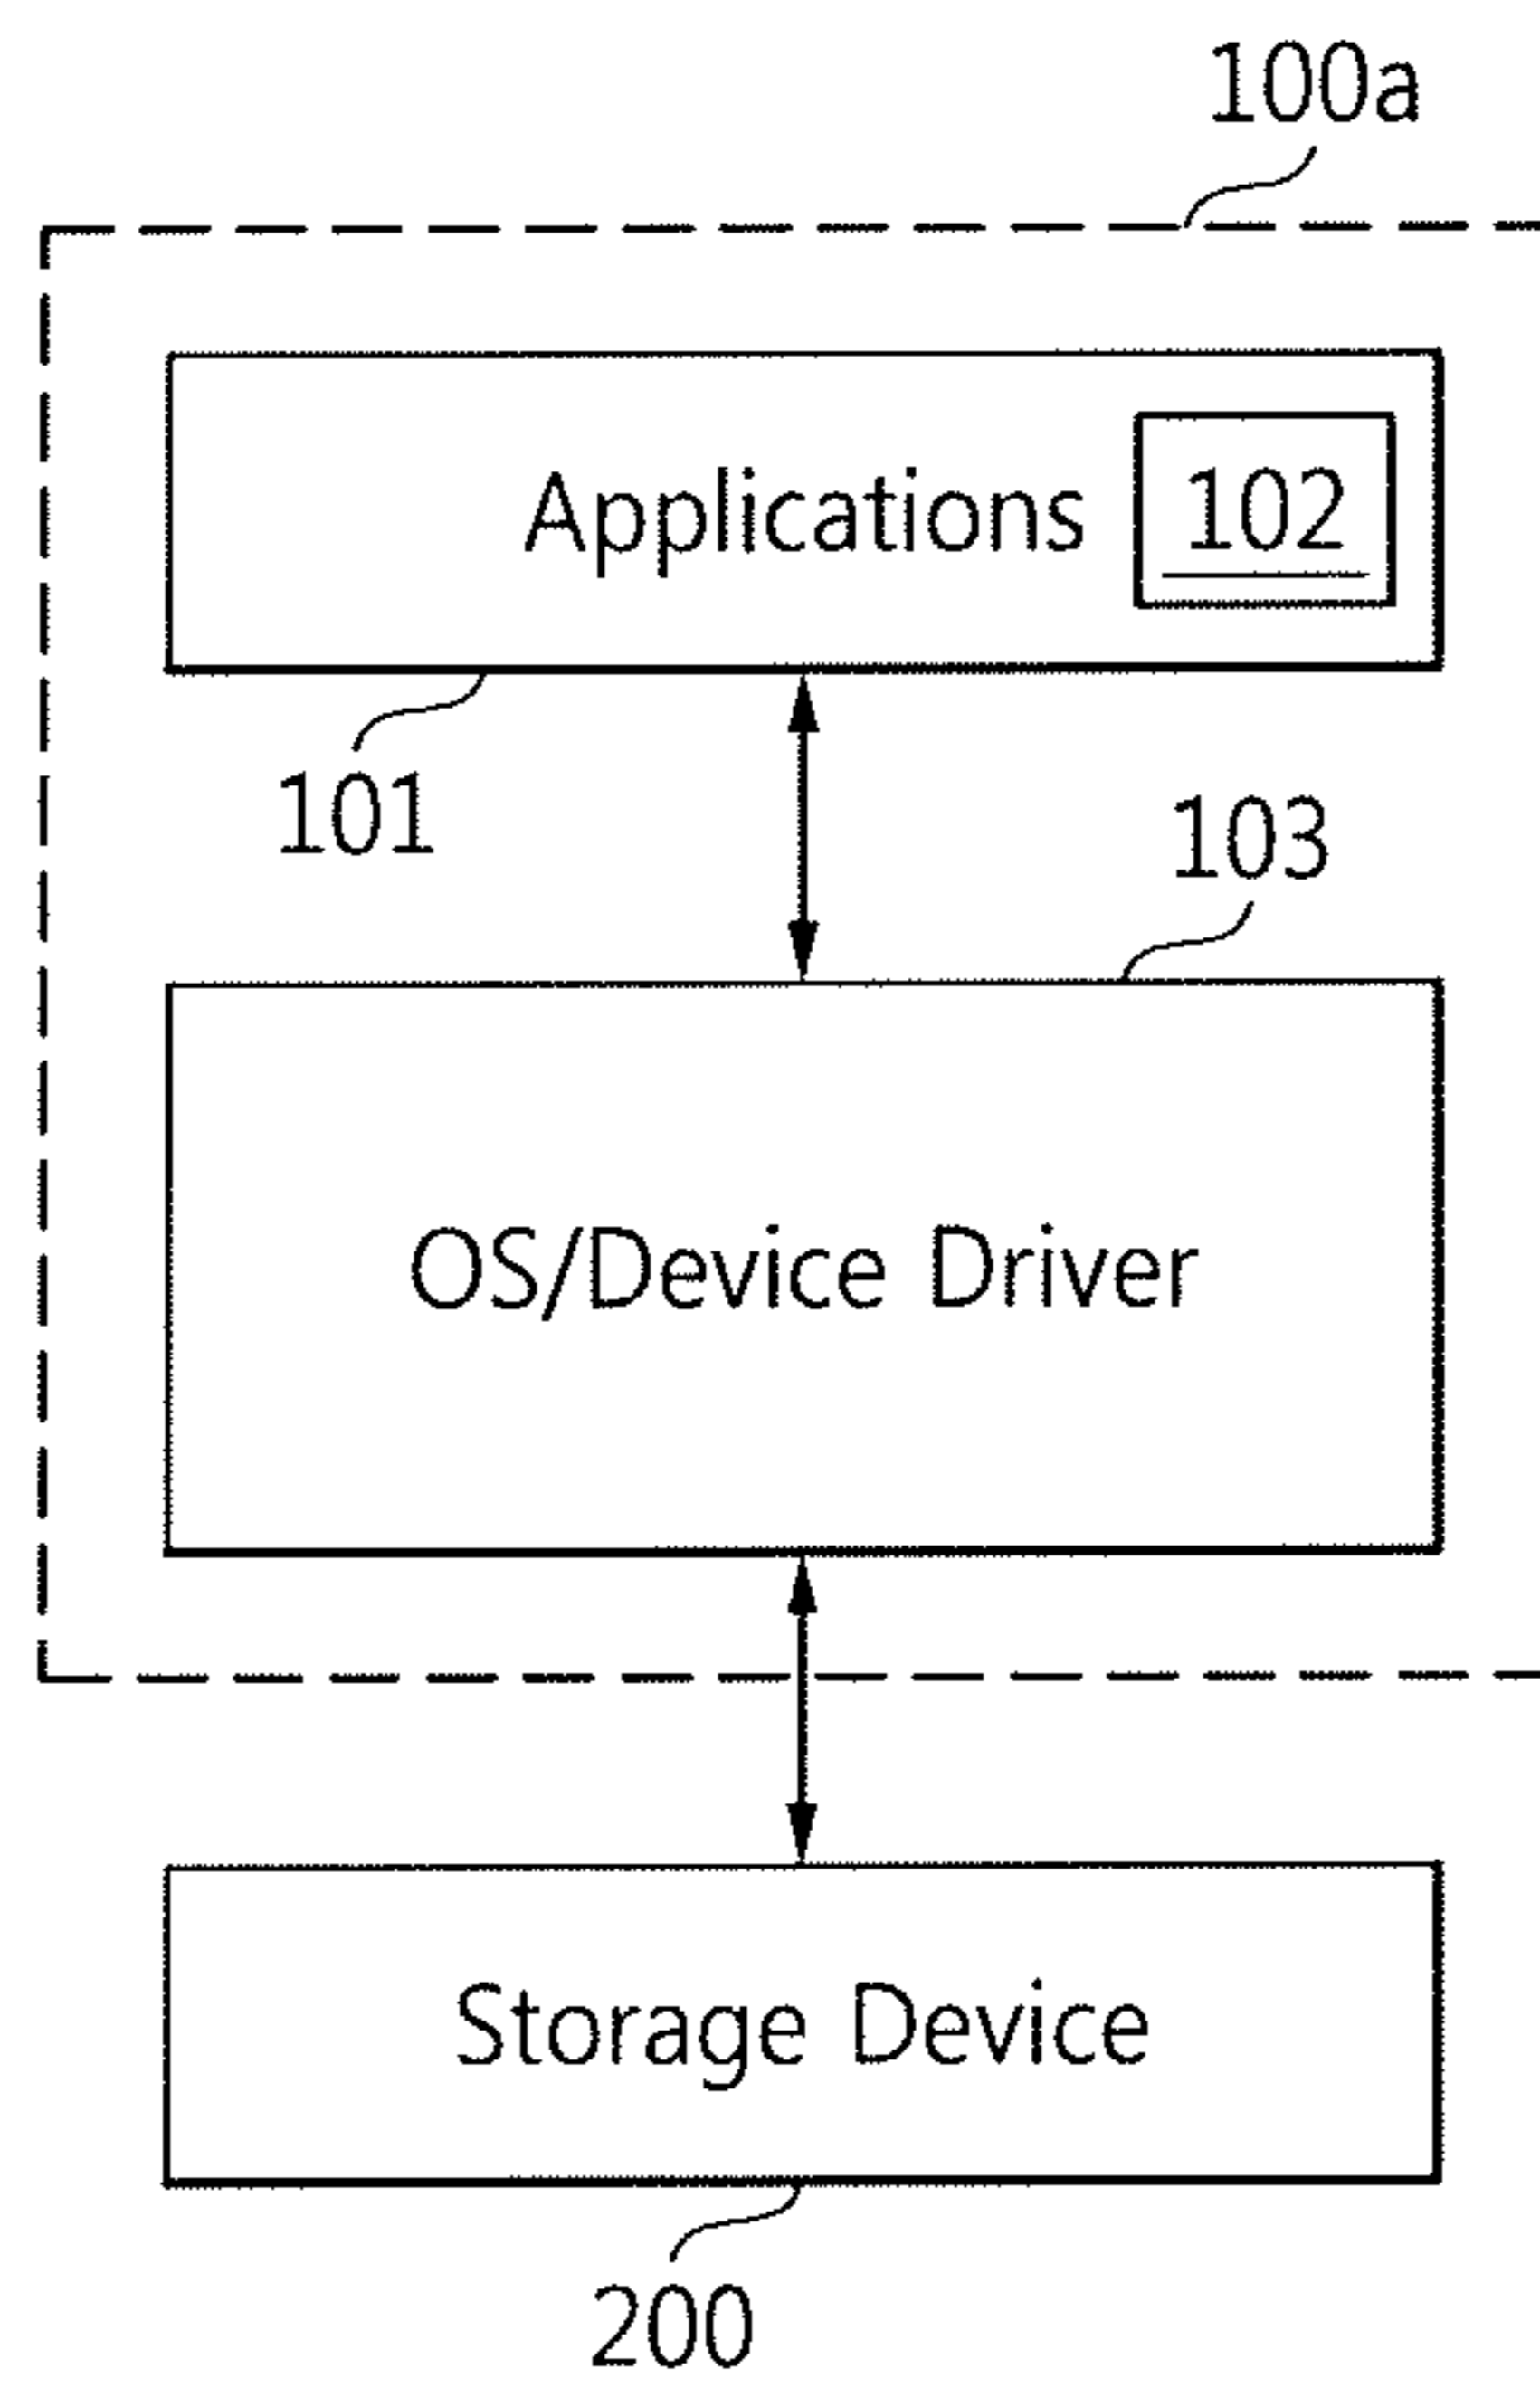 100a
Applications 102
101
103
OS/Device Driver
Storage Device
200